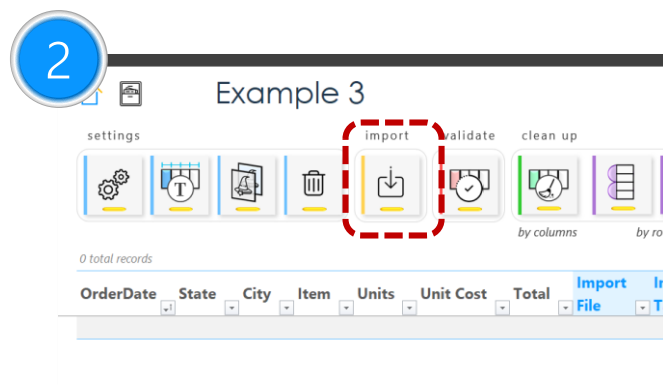 2
Example 3
settings import validate clean up
T
by columns by ro
0 total records
OrderDate State City Item Units Unit Cost Total Import File